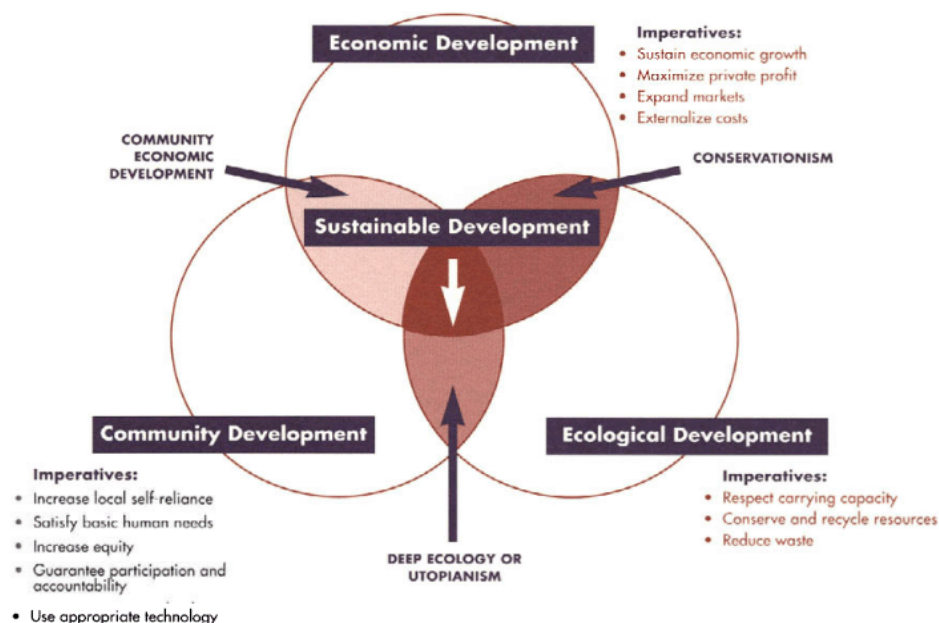 Economic Development
Imperatives:
• Sustain economic growth
• Maximize private profit
• Expand markets
• Externalize costs
COMMUNITY
ECONOMIC
DEVELOPMENT
CONSERVATIONISM
Sustainable Development
Community Development
Imperatives:
• Increase local self-reliance
• Satisfy basic human needs
• Increase equity
• Guarantee participation and
accountability
• Use appropriate technology
Ecological Development
Imperatives:
• Respect carrying capacity
• Conserve and recycle resources
• Reduce waste
DEEP ECOLOGY OR
UTOPIANISM